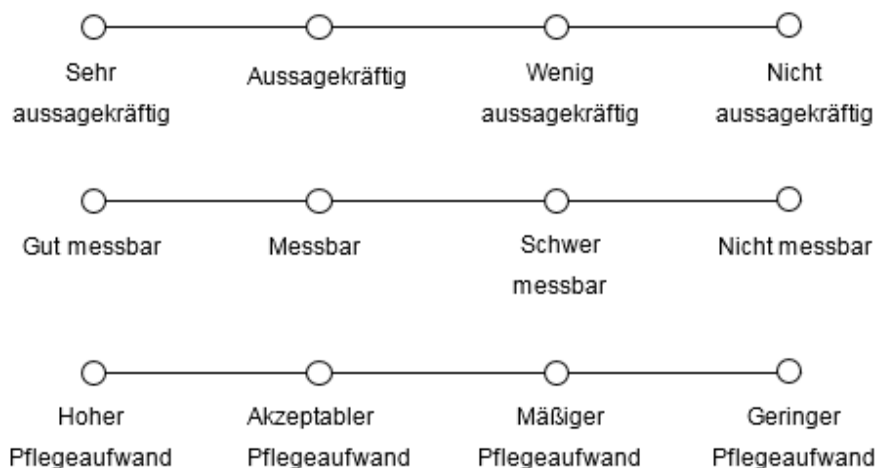 Sehr Aussagekräftig Wenig Nicht
aussagekräftig aussagekräftig aussagekräftig
Gut messbar Messbar Schwer Nicht messbar
messbar
Hoher Akzeptabler Mäßiger Geringer
Pflegeaufwand Pflegeaufwand Pflegeaufwand Pflegeaufwand